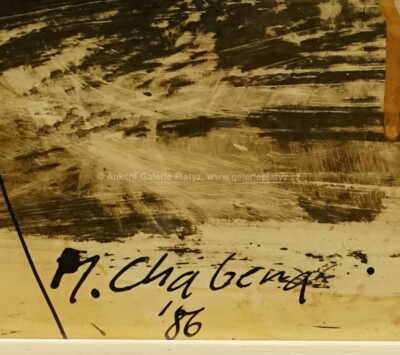 © Aukční Galerie Platýz, www.galerieplatyz.cz
M. Chabera
'86